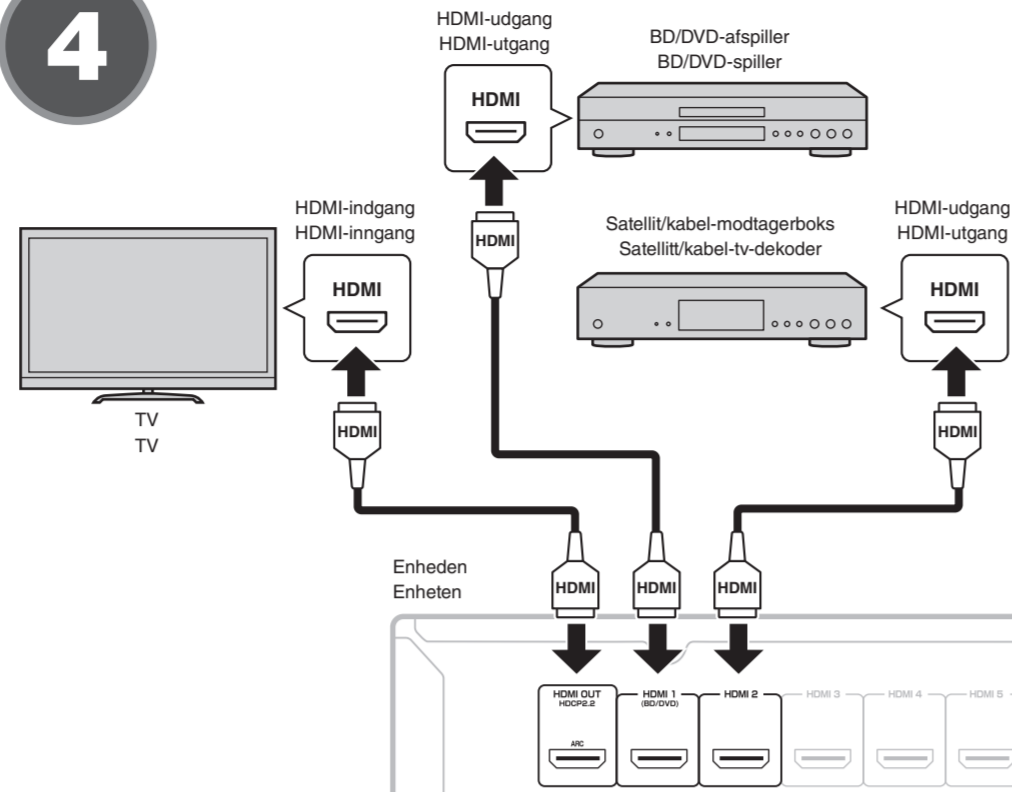 4
HDMI-udgang
HDMI-utgang
HDMI
BD/DVD-afspiller
BD/DVD-spiller
HDMI-indgang
HDMI-inngang
HDMI
HDMI
Satellit/kabel-modtagerboks
Satellitt/kabel-tv-dekoder
HDMI-udgang
HDMI-utgang
HDMI
TV
TV
HDMI
HDMI
Enheden
Enheten
HDMI
HDMI
HDMI
HDMI OUT
HDCP2.2
ARC
HDMI 1
(BD/DVD)
HDMI 2
HDMI 3
HDMI 4
HDMI 5